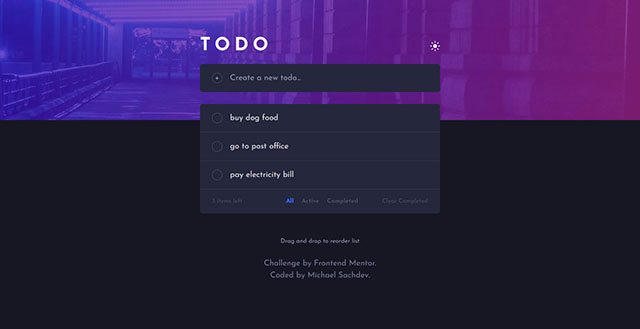 TODO
Create a new todo...
buy dog food
go to post office
pay electricity bill
3 items left All Active Completed Clear Completed
Drag and drop to reorder list
Challenge by Frontend Mentor.
Coded by Michael Sachdev.